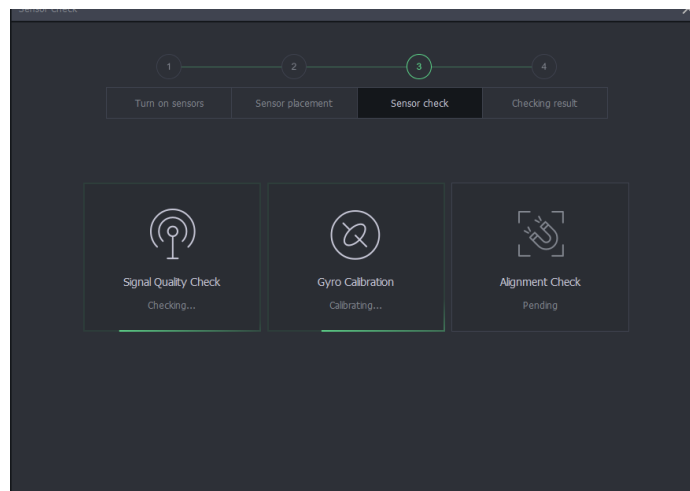 Sensor Check
1
2
3
4
Turn on sensors
Sensor placement
Sensor check
Checking result
Signal Quality Check
Gyro Calibration
Alignment Check
Checking...
Calibrating...
Pending